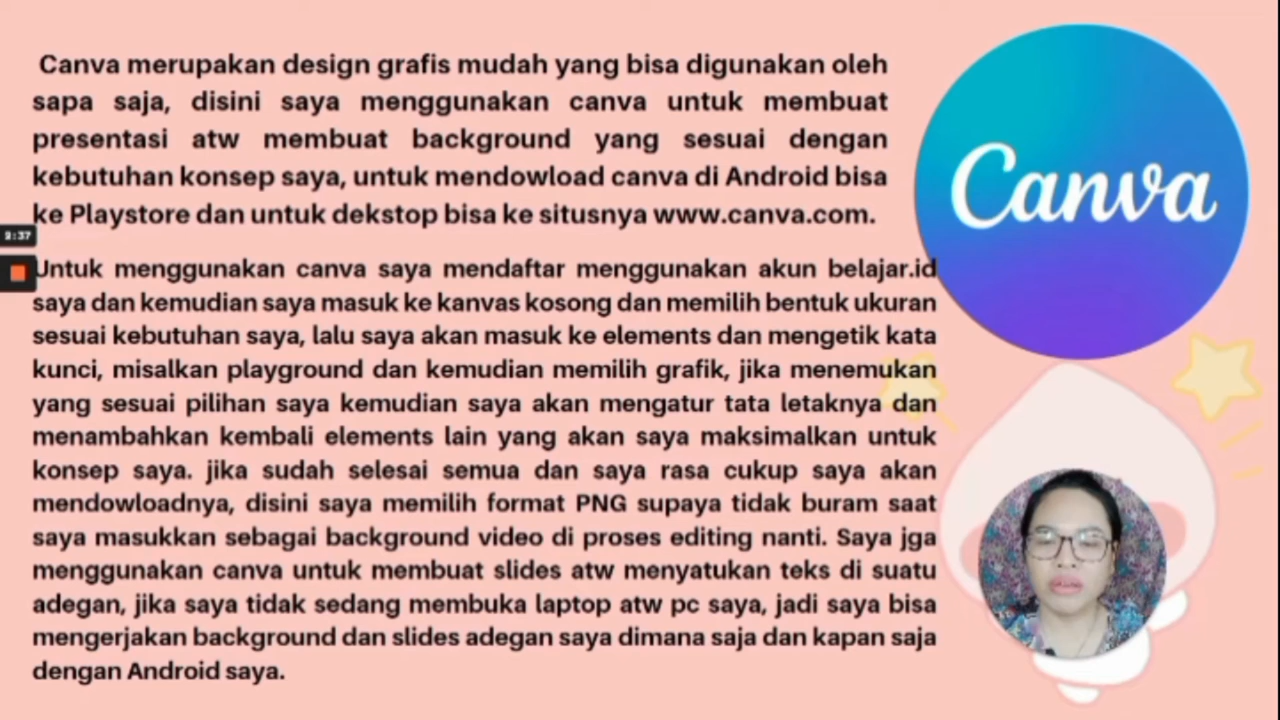 Canva merupakan design grafis mudah yang bisa digunakan oleh
sapa saja, disini saya menggunakan canva untuk membuat
presentasi atw membuat background yang sesuai dengan
kebutuhan konsep saya, untuk mendowload canva di Android bisa
ke Playstore dan untuk dekstop bisa ke situsnya www.canva.com.
Canva
2:37
Untuk menggunakan canva saya mendaftar menggunakan akun belajar.id
saya dan kemudian saya masuk ke kanvas kosong dan memilih bentuk ukuran
sesuai kebutuhan saya, lalu saya akan masuk ke elements dan mengetik kata
kunci, misalkan playground dan kemudian memilih grafik, jika menemukan
yang sesuai pilihan saya kemudian saya akan mengatur tata letaknya dan
menambahkan kembali elements lain yang akan saya maksimalkan untuk
konsep saya. jika sudah selesai semua dan saya rasa cukup saya akan
mendowloadnya, disini saya memilih format PNG supaya tidak buram saat
saya masukkan sebagai background video di proses editing nanti. Saya jga
menggunakan canva untuk membuat slides atw menyatukan teks di suatu
adegan, jika saya tidak sedang membuka laptop atw pc saya, jadi saya bisa
mengerjakan background dan slides adegan saya dimana saja dan kapan saja
dengan Android saya.